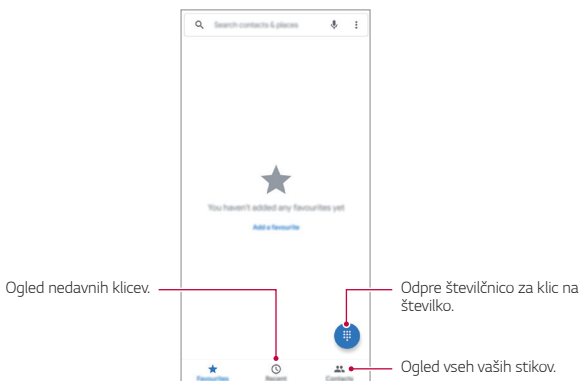 Search contacts & places
You haven't added any favourites yet
Add a favourite
Ogled nedavnih klicev.
Odpre številčnico za klic na
številko.
Ogled vseh vaših stikov.
Favourites
Recent
Contacts